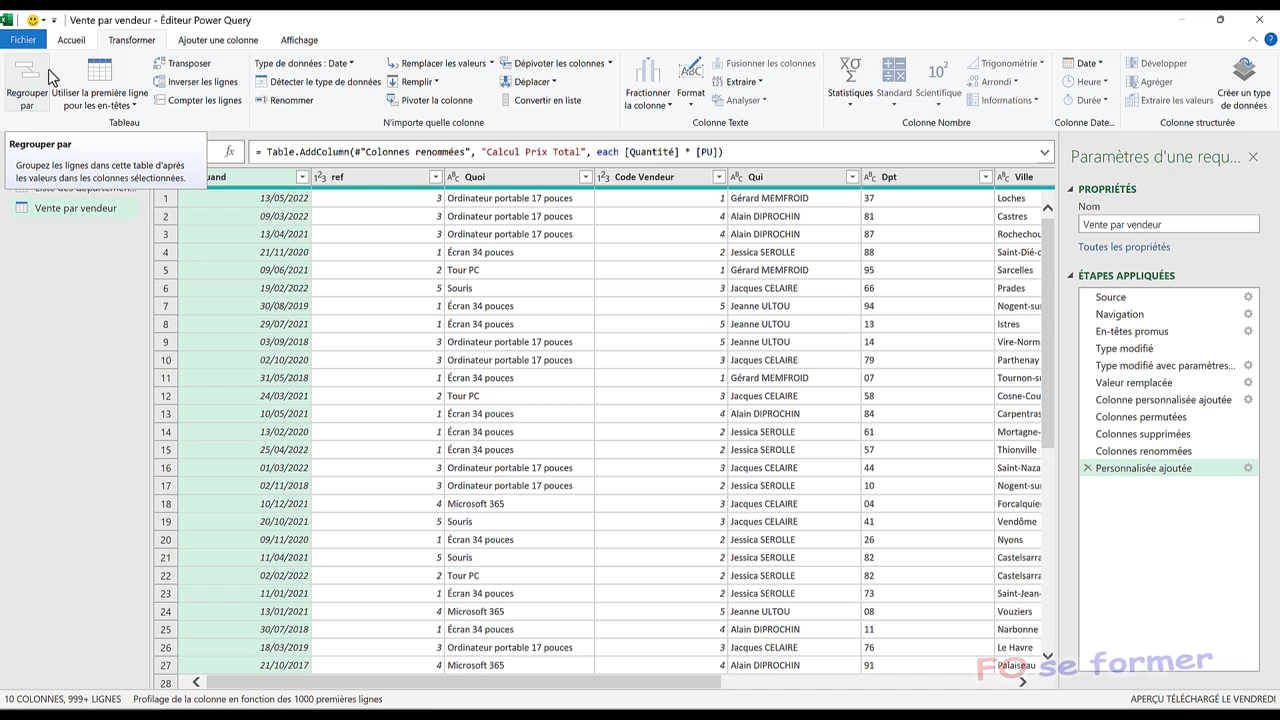 Vente par vendeur - Éditeur Power Query
Fichier Accueil Transformer Ajouter une colonne Affichage
Regrouper par
Utiliser la première ligne pour les en-têtes
Transposer
Inverser les lignes
Compter les lignes
Tableau
Type de données : Date
Détecter le type de données
Renommer
Remplacer les valeurs
Remplir
Pivoter la colonne
Dépivoter les colonnes
Déplacer
Convertir en liste
N'importe quelle colonne
Fractionner la colonne
Format
Fusionner les colonnes
Extraire
Analyser
Colonne Texte
Statistiques
Standard
Scientifique
Trigonométrie
Arrondi
Informations
Colonne Nombre
Date
Heure
Durée
Colonne Date...
Développer
Agréger
Extraire les valeurs
Créer un type de données
Colonne structurée
Regrouper par
Groupez les lignes dans cette table d'après
les valeurs dans les colonnes sélectionnées.
Vente par vendeur
fx = Table.AddColumn(#"Colonnes renommées", "Calcul Prix Total", each [Quantité] * [PU])
uand ref Quoi Code Vendeur Qui Dpt Ville
1 13/05/2022 3 Ordinateur portable 17 pouces 1 Gérard MEMFROID 37 Loches
2 09/03/2022 3 Ordinateur portable 17 pouces 4 Alain DIPROCHIN 81 Castres
3 13/04/2021 3 Ordinateur portable 17 pouces 4 Alain DIPROCHIN 87 Rochechou
4 21/11/2020 1 Écran 34 pouces 2 Jessica SEROLLE 88 Saint-Dié-c
5 09/06/2021 2 Tour PC 1 Gérard MEMFROID 95 Sarcelles
6 19/02/2022 5 Souris 3 Jacques CELAIRE 66 Prades
7 30/08/2019 1 Écran 34 pouces 5 Jeanne ULTOU 94 Nogent-sur
8 29/07/2021 1 Écran 34 pouces 5 Jeanne ULTOU 13 Istres
9 03/09/2018 3 Ordinateur portable 17 pouces 5 Jeanne ULTOU 14 Vire-Norma
10 02/10/2020 3 Ordinateur portable 17 pouces 3 Jacques CELAIRE 79 Parthenay
11 31/05/2018 1 Écran 34 pouces 1 Gérard MEMFROID 07 Tournon-su
12 24/03/2021 2 Tour PC 3 Jacques CELAIRE 58 Cosne-Cou
13 10/05/2021 1 Écran 34 pouces 4 Alain DIPROCHIN 84 Carpentras
14 13/02/2020 1 Écran 34 pouces 2 Jessica SEROLLE 61 Mortagne-
15 25/04/2022 1 Écran 34 pouces 2 Jessica SEROLLE 57 Thionville
16 01/03/2022 3 Ordinateur portable 17 pouces 3 Jacques CELAIRE 44 Saint-Naza
17 02/11/2018 3 Ordinateur portable 17 pouces 2 Jessica SEROLLE 10 Nogent-sur
18 10/12/2021 4 Microsoft 365 3 Jacques CELAIRE 04 Forcalquier
19 20/10/2021 5 Souris 3 Jacques CELAIRE 41 Vendôme
20 09/11/2020 1 Écran 34 pouces 2 Jessica SEROLLE 26 Nyons
21 11/04/2021 5 Souris 2 Jessica SEROLLE 82 Castelsarra
22 02/02/2022 2 Tour PC 2 Jessica SEROLLE 82 Castelsarra
23 11/01/2021 1 Écran 34 pouces 2 Jessica SEROLLE 73 Saint-Jean-
24 13/01/2021 4 Microsoft 365 5 Jeanne ULTOU 08 Vouziers
25 30/07/2018 1 Écran 34 pouces 4 Alain DIPROCHIN 11 Narbonne
26 18/03/2019 3 Ordinateur portable 17 pouces 3 Jacques CELAIRE 76 Le Havre
27 21/10/2017 4 Microsoft 365 4 Alain DIPROCHIN 91 Palaiseau
28
Paramètres d'une requ...
PROPRIÉTÉS
Nom
Vente par vendeur
Toutes les propriétés
ÉTAPES APPLIQUÉES
Source
Navigation
En-têtes promus
Type modifié
Type modifié avec paramètres...
Valeur remplacée
Colonne personnalisée ajoutée
Colonnes permutées
Colonnes supprimées
Colonnes renommées
Personnalisée ajoutée
FO se former
10 COLONNES, 999+ LIGNES Profilage de la colonne en fonction des 1000 premières lignes APERÇU TÉLÉCHARGÉ LE VENDREDI